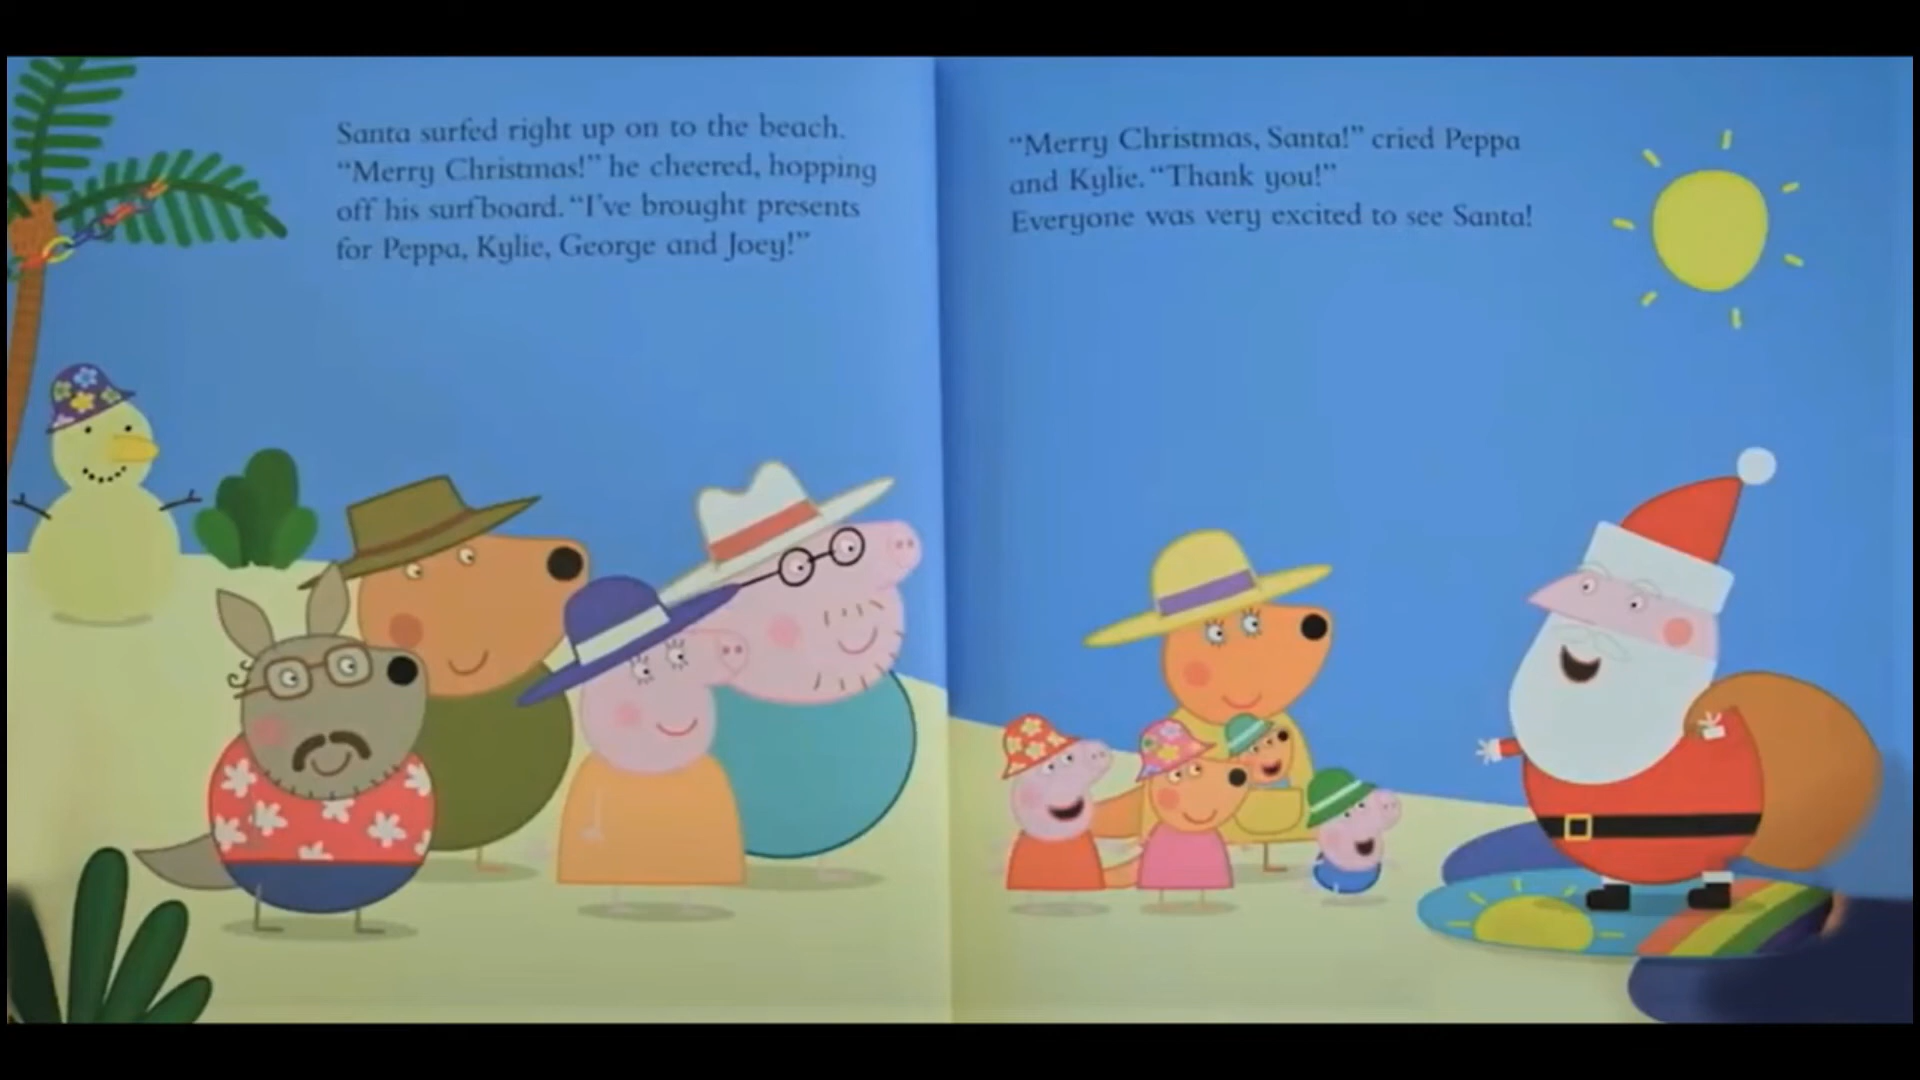 Santa surfed right up on to the beach.
“Merry Christmas!” he cheered, hopping
off his surfboard. “I’ve brought presents
for Peppa, Kylie, George and Joey!”
“Merry Christmas, Santa!” cried Peppa
and Kylie. “Thank you!”
Everyone was very excited to see Santa!